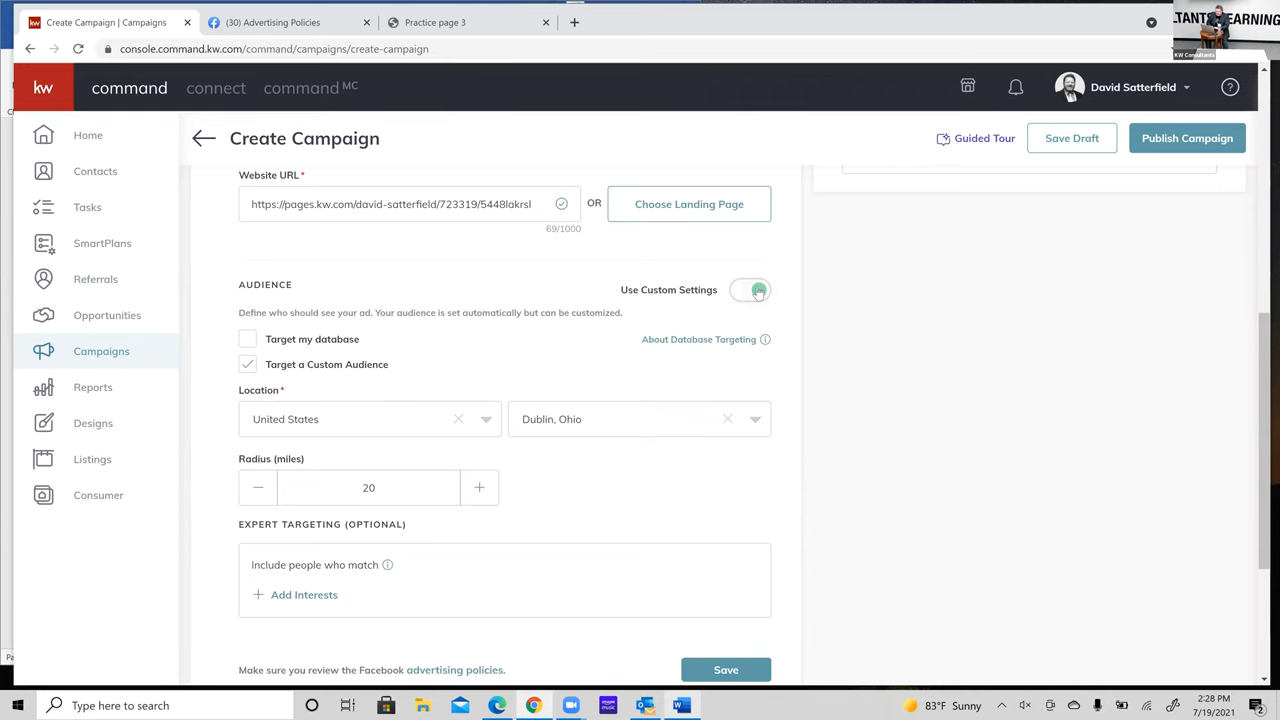 Create Campaign | Campaigns
(30) Advertising Policies
Practice page 3
console.command.kw.com/command/campaigns/create-campaign
KW Consultants
kw
command
connect
command MC
David Satterfield
Home
Contacts
Tasks
SmartPlans
Referrals
Opportunities
Campaigns
Reports
Designs
Listings
Consumer
Create Campaign
Guided Tour
Save Draft
Publish Campaign
Website URL*
https://pages.kw.com/david-satterfield/723319/5448lakrsl
OR
Choose Landing Page
69/1000
AUDIENCE
Use Custom Settings
Define who should see your ad. Your audience is set automatically but can be customized.
Target my database
About Database Targeting
Target a Custom Audience
Location*
United States
Dublin, Ohio
Radius (miles)
20
EXPERT TARGETING (OPTIONAL)
Include people who match
Add Interests
Make sure you review the Facebook advertising policies.
Save
Type here to search
83°F Sunny
2:28 PM
7/19/2021